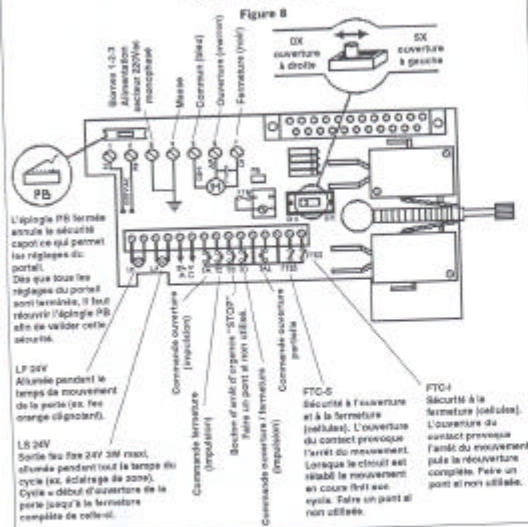 Figure 8
DX
ouverture
à droite
SX
ouverture
à gauche
Bornes 1-2-3
Alimentation
secteur 220Vac
monophasé
Masse
Commun (bleu)
Ouverture (marron)
Fermeture (noir)
PB
L'épingle PB fermée
annule la sécurité
capot ce qui permet
les réglages du
portail.
Dès que tous les
réglages du portail
sont terminés, il faut
réouvrir l'épingle PB
afin de valider cette
sécurité.
LP 24V
Allumée pendant le
temps de mouvement
de la porte (ex. feu
orange clignotant).
LS 24V
Sortie feu fixe 24V 3W maxi,
allumée pendant tout le temps du
cycle (ex. éclairage de zone).
Cycle = début d'ouverture de la
porte jusqu'à la fermeture
complète de celle-ci.
Commande ouverture
(impulsion)
Commande fermeture
(impulsion)
Bouton d'arrêt d'urgence "STOP"
Faire un pont si non utilisé.
Commande ouverture / fermeture
(impulsion)
Commande ouverture
partielle
FTC-S
Sécurité à l'ouverture
et à la fermeture
(cellules). L'ouverture
du contact provoque
l'arrêt du mouvement.
Lorsque le circuit est
rétabli le mouvement
en cours finit son
cycle. Faire un pont si
non utilisée.
FTC-I
Sécurité à la
fermeture (cellules).
L'ouverture du
contact provoque
l'arrêt du mouvement
puis la réouverture
complète. Faire un
pont si non utilisée.